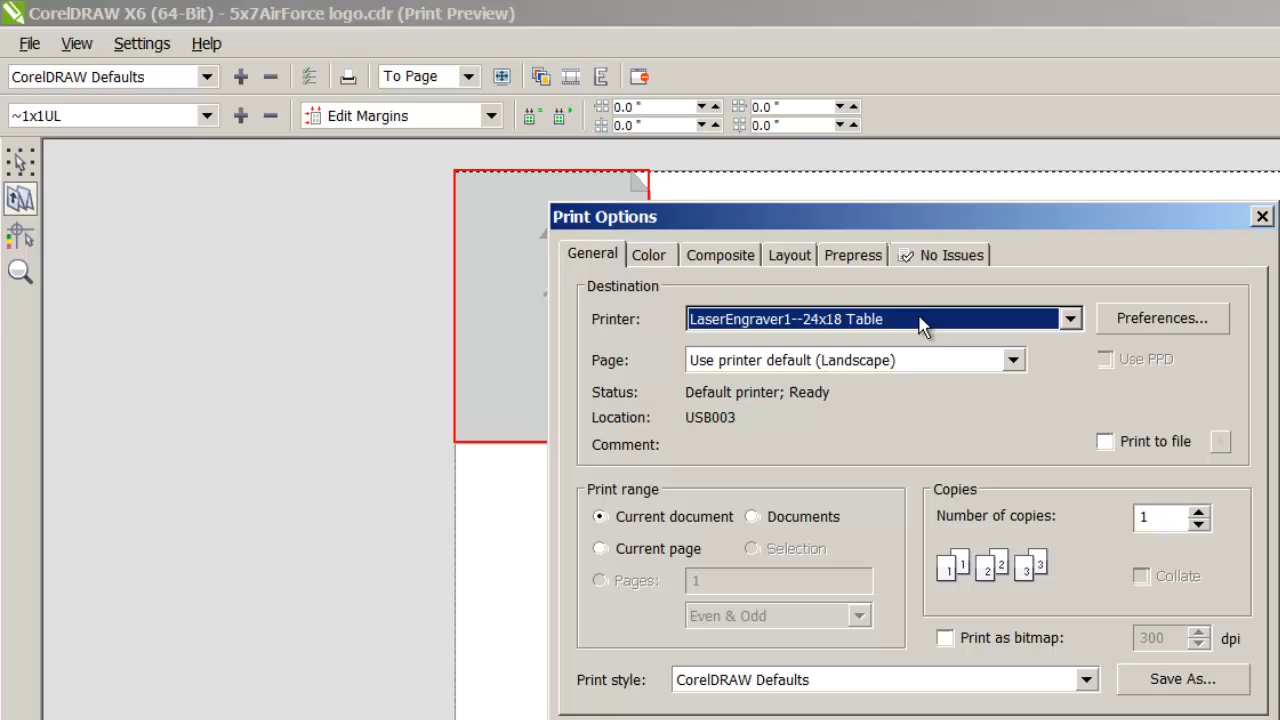 CorelDRAW X6 (64-Bit) - 5x7AirForce logo.cdr (Print Preview)
File View Settings Help
CorelDRAW Defaults To Page
~1x1UL Edit Margins 0.0 " 0.0 "
0.0 " 0.0 "
Print Options
General Color Composite Layout Prepress No Issues
Destination
Printer: LaserEngraver1--24x18 Table Preferences...
Page: Use printer default (Landscape) Use PPD
Status: Default printer; Ready
Location: USB003
Comment: Print to file
Print range Copies
Current document Documents Number of copies: 1
Current page Selection
1 1 2 2 3 3
Pages: 1 Collate
Even & Odd
Print as bitmap: 300 dpi
Print style: CorelDRAW Defaults Save As...